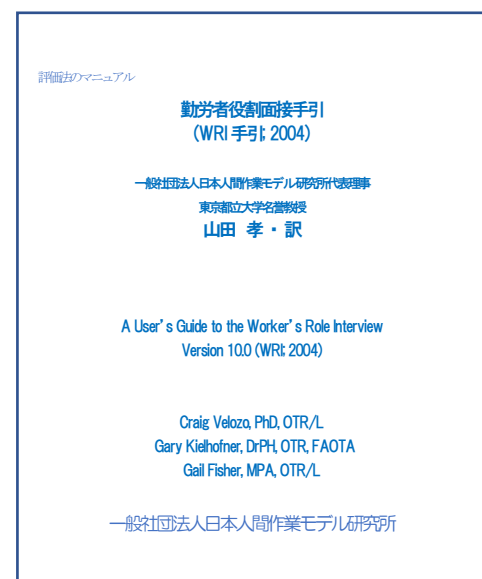 評価法のマニュアル
勤労者役割面接手引
(WRI 手引; 2004)
一般社団法人日本人間作業モデル研究所代表理事
東京都立大学名誉教授
山田 孝・訳
A User's Guide to the Worker's Role Interview
Version 10.0 (WRI; 2004)
Craig Velozo, PhD, OTR/L
Gary Kielhofner, DrPH, OTR, FAOTA
Gail Fisher, MPA, OTR/L
一般社団法人日本人間作業モデル研究所